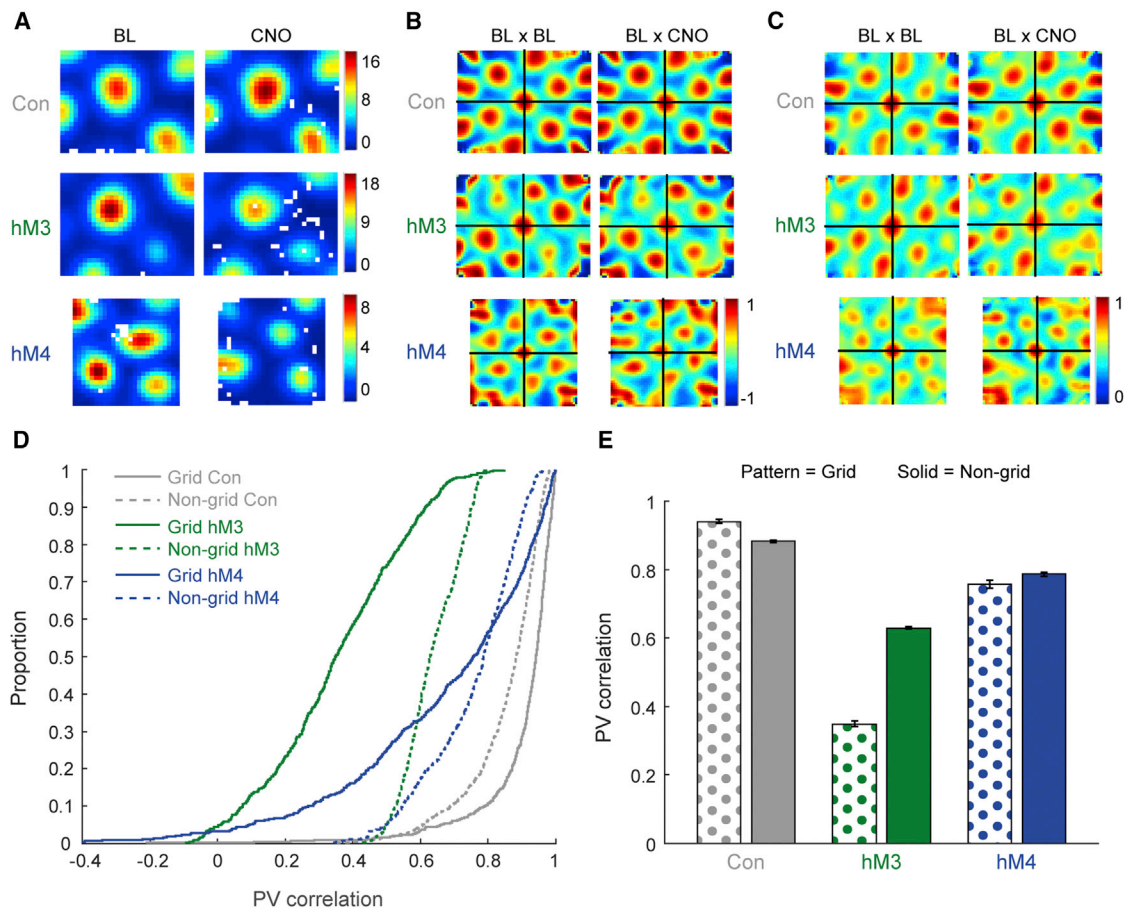 A
BL CNO
Con
16
8
0
hM3
18
9
0
hM4
8
4
0
B
BL x BL BL x CNO
Con
hM3
hM4
1
-1
C
BL x BL BL x CNO
Con
hM3
hM4
1
0
D
Grid Con
Non-grid Con
Grid hM3
Non-grid hM3
Grid hM4
Non-grid hM4
Proportion
1
0.9
0.8
0.7
0.6
0.5
0.4
0.3
0.2
0.1
0
-0.4 -0.2 0 0.2 0.4 0.6 0.8 1
PV correlation
E
Pattern = Grid Solid = Non-grid
PV correlation
1
0.8
0.6
0.4
0.2
0
Con hM3 hM4